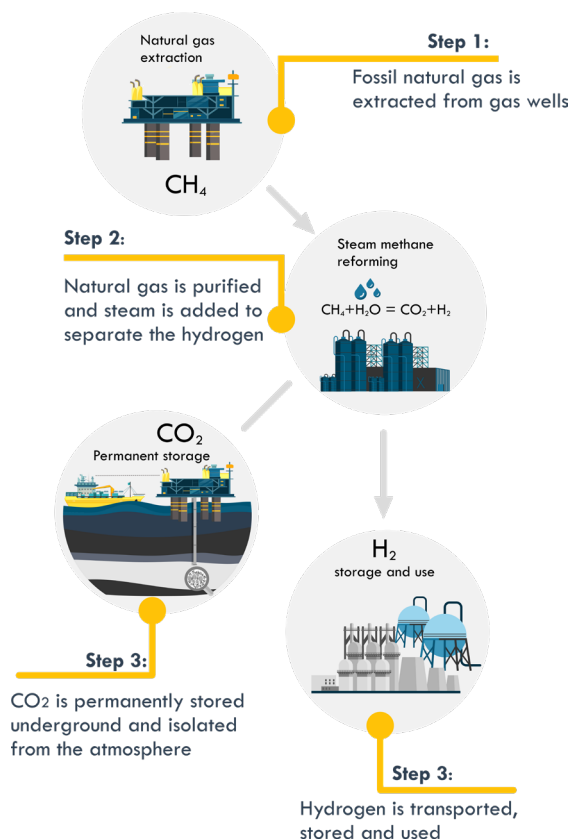 Natural gas
extraction
CH₄
Step 1:
Fossil natural gas is
extracted from gas wells
Step 2:
Natural gas is purified
and steam is added to
separate the hydrogen
Steam methane
reforming
CH₄+H₂O = CO₂+H₂
CO₂
Permanent storage
Step 3:
CO2 is permanently stored
underground and isolated
from the atmosphere
H₂
storage and use
Step 3:
Hydrogen is transported,
stored and used